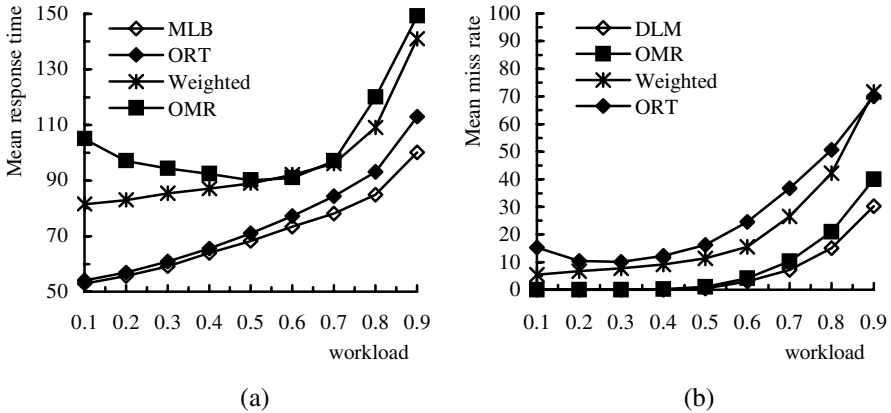 Mean response time
150
130
110
90
70
50
MLB
ORT
Weighted
OMR
0.1 0.2 0.3 0.4 0.5 0.6 0.7 0.8 0.9
workload
(a)
Mean miss rate
100
90
80
70
60
50
40
30
20
10
0
DLM
OMR
Weighted
ORT
0.1 0.2 0.3 0.4 0.5 0.6 0.7 0.8 0.9
workload
(b)